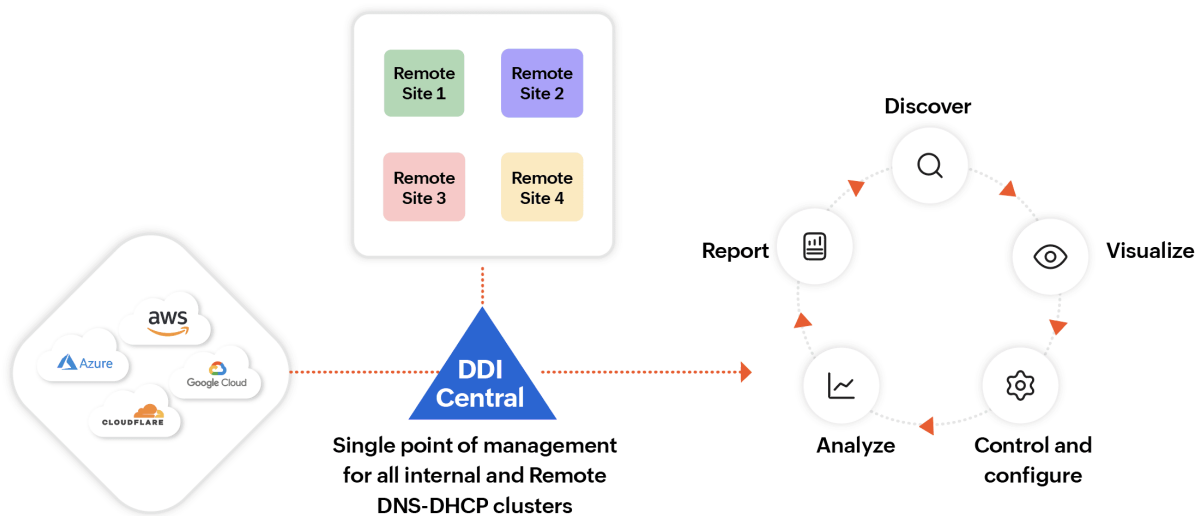 Remote
Site 1
Remote
Site 2
Remote
Site 3
Remote
Site 4
aws
Azure
Google Cloud
CLOUDFLARE
DDI
Central
Single point of management
for all internal and Remote
DNS-DHCP clusters
Discover
Visualize
Control and
configure
Analyze
Report